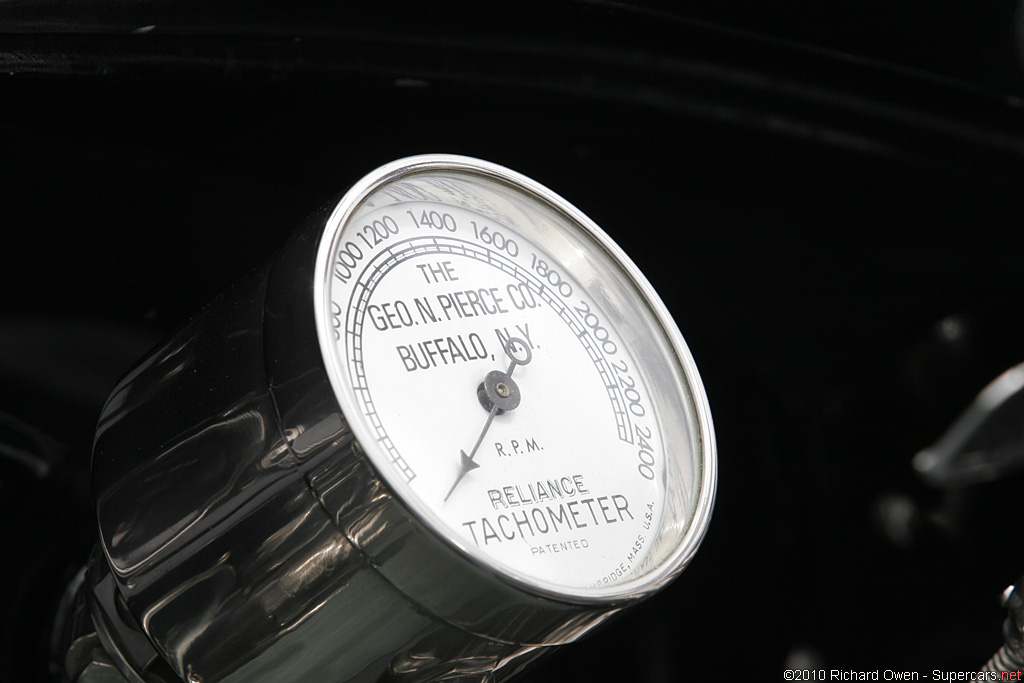 1000 1200 1400 1600 1800 2000 2200 2400
THE
GEO. N. PIERCE CO.
BUFFALO, N.Y.
R.P.M.
RELIANCE
TACHOMETER
PATENTED
MASS. U.S.A.
©2010 Richard Owen - Supercars.net